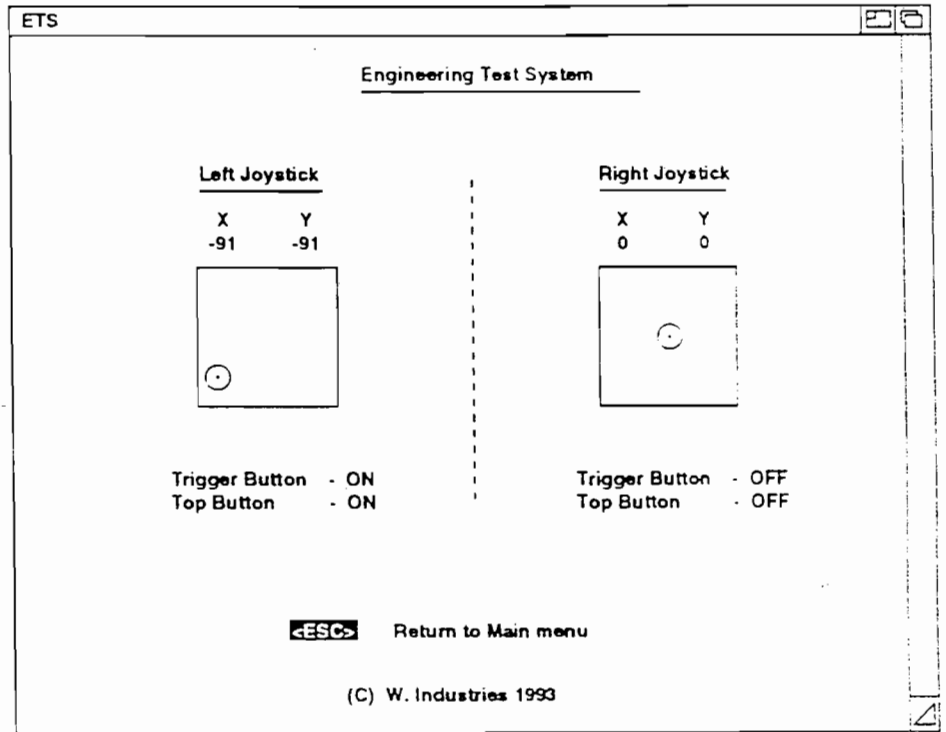 ETS
Engineering Test System
Left Joystick
X Y
-91 -91
Trigger Button - ON
Top Button - ON
Right Joystick
X Y
0 0
Trigger Button - OFF
Top Button - OFF
<ESC> Return to Main menu
(C) W. Industries 1993